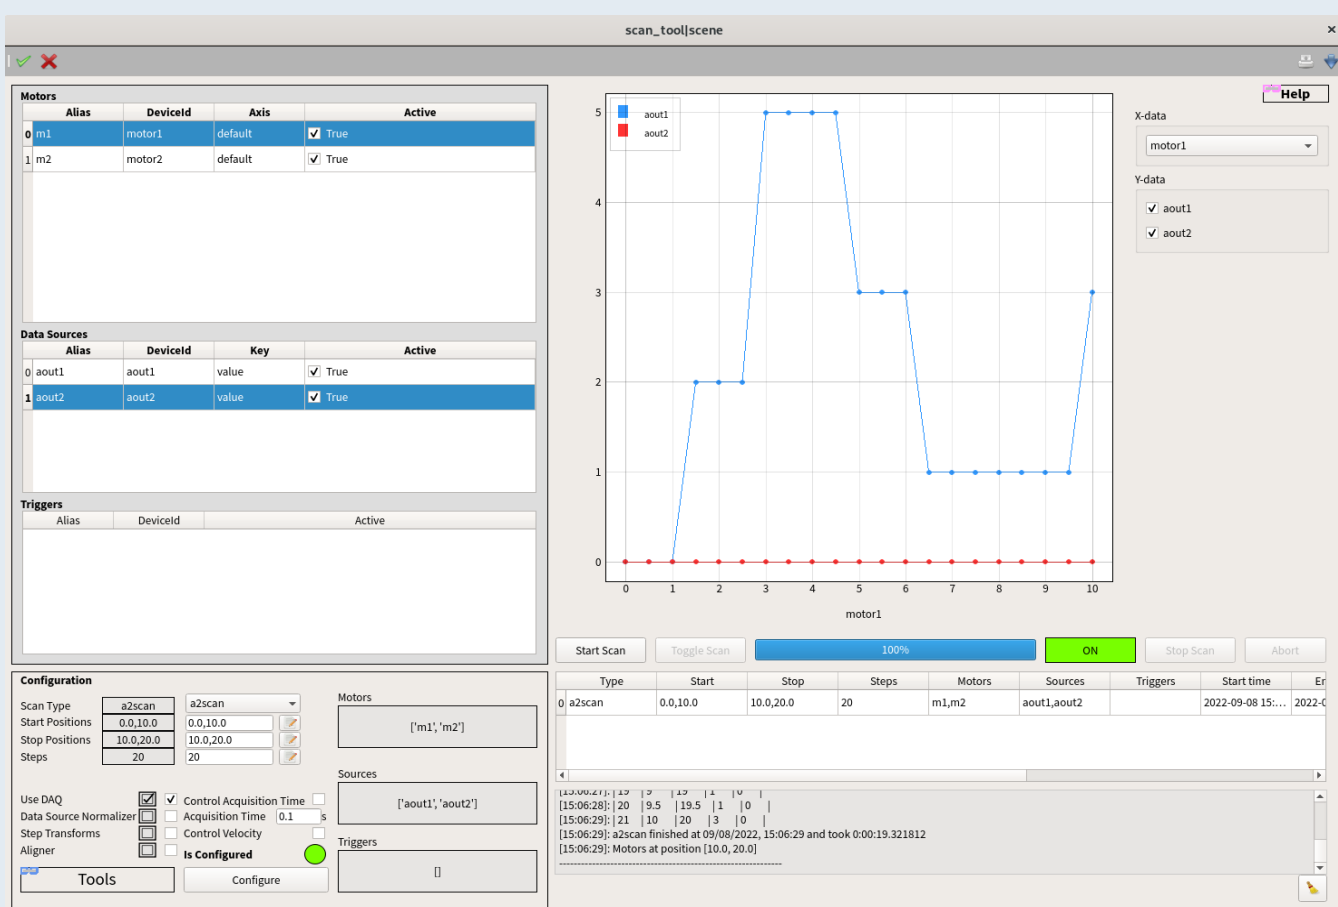 scan_tool|scene
Motors
Alias DeviceId Axis Active
0 m1 motor1 default True
1 m2 motor2 default True
Data Sources
Alias DeviceId Key Active
0 aout1 aout1 value True
1 aout2 aout2 value True
Triggers
Alias DeviceId Active
aout1
aout2
5
4
3
2
1
0
0 1 2 3 4 5 6 7 8 9 10
motor1
Help
X-data
motor1
Y-data
aout1
aout2
Start Scan Toggle Scan 100% ON Stop Scan Abort
Configuration
Scan Type a2scan a2scan
Start Positions 0.0,10.0 0.0,10.0
Stop Positions 10.0,20.0 10.0,20.0
Steps 20 20
Use DAQ Control Acquisition Time
Data Source Normalizer Acquisition Time 0.1 s
Step Transforms Control Velocity
Aligner Is Configured
Tools Configure
Motors
['m1', 'm2']
Sources
['aout1', 'aout2']
Triggers
[]
Type Start Stop Steps Motors Sources Triggers Start time
0 a2scan 0.0,10.0 10.0,20.0 20 m1,m2 aout1,aout2 2022-09-08 15:... 2022-0
[15:06:27]: | 19 | 9 | 19 | 1 | 0 |
[15:06:28]: | 20 | 9.5 | 19.5 | 1 | 0 |
[15:06:29]: | 21 | 10 | 20 | 3 | 0 |
[15:06:29]: a2scan finished at 09/08/2022, 15:06:29 and took 0:00:19.321812
[15:06:29]: Motors at position [10.0, 20.0]
------------------------------------------------------------